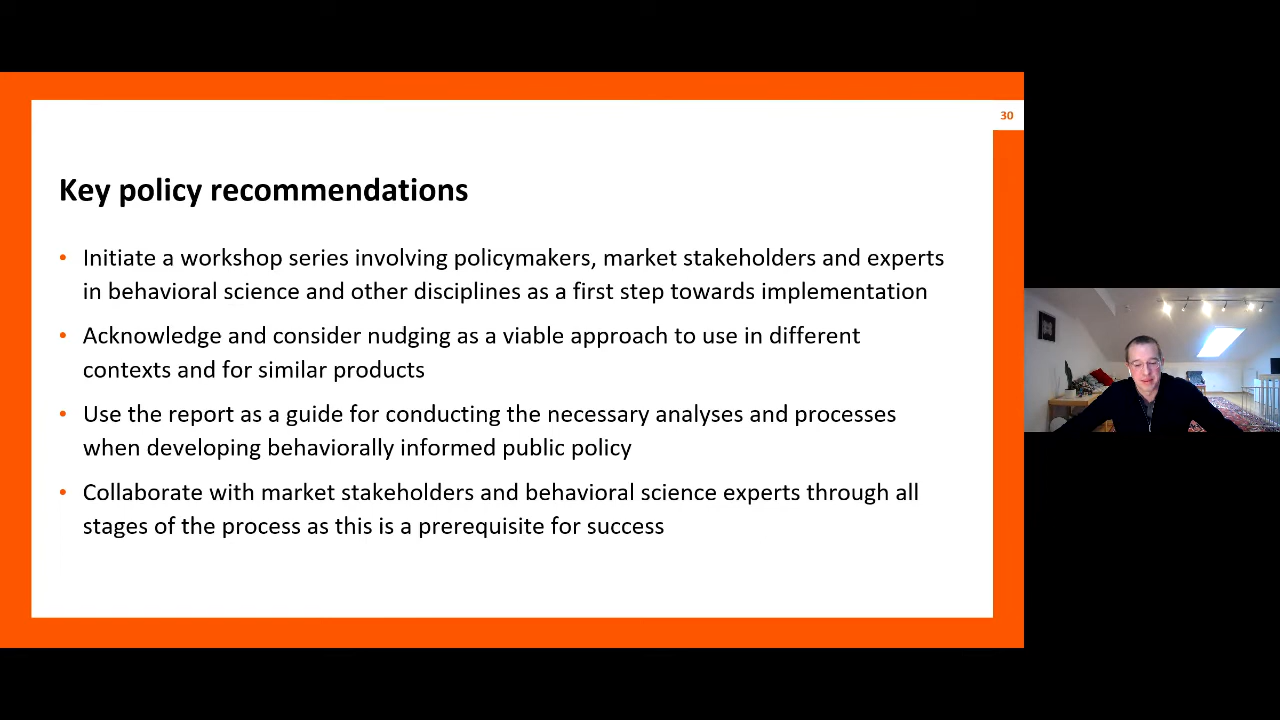 30
Key policy recommendations
• Initiate a workshop series involving policymakers, market stakeholders and experts
in behavioral science and other disciplines as a first step towards implementation
• Acknowledge and consider nudging as a viable approach to use in different
contexts and for similar products
• Use the report as a guide for conducting the necessary analyses and processes
when developing behaviorally informed public policy
• Collaborate with market stakeholders and behavioral science experts through all
stages of the process as this is a prerequisite for success